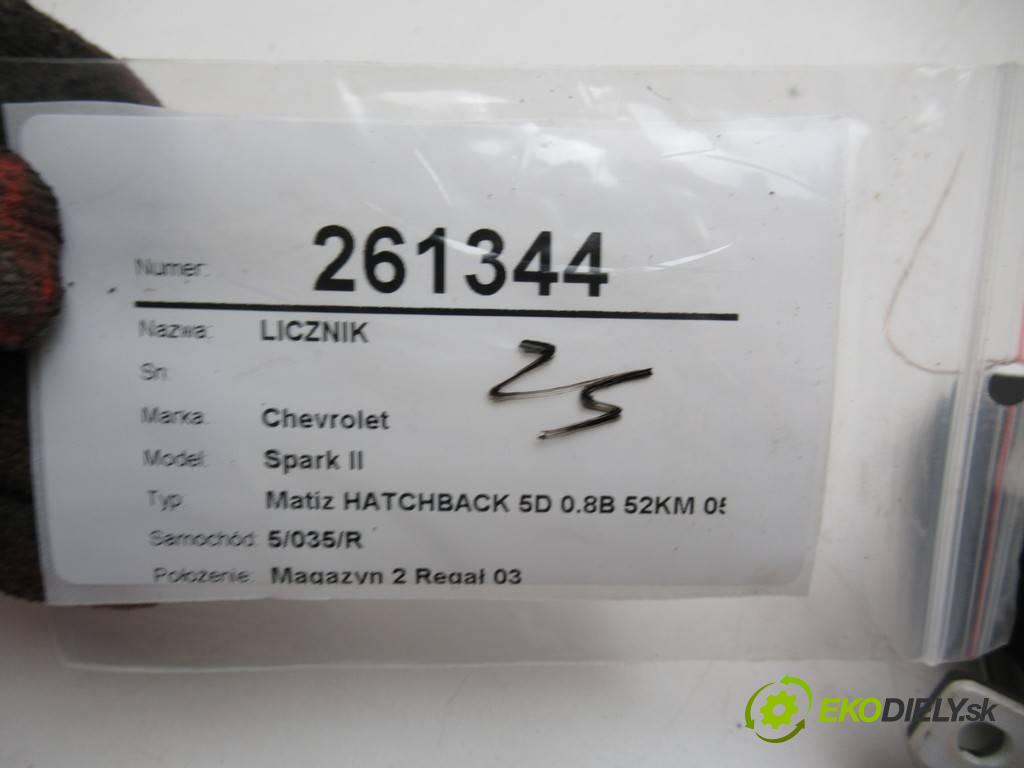 Numer: 261344
Nazwa: LICZNIK
Sn
Marka: Chevrolet
Model: Spark II
Typ Matiz HATCHBACK 5D 0.8B 52KM 05
Samochód: 5/035/R
Położenie: Magazyn 2 Regał 03
EKODIELY.sk